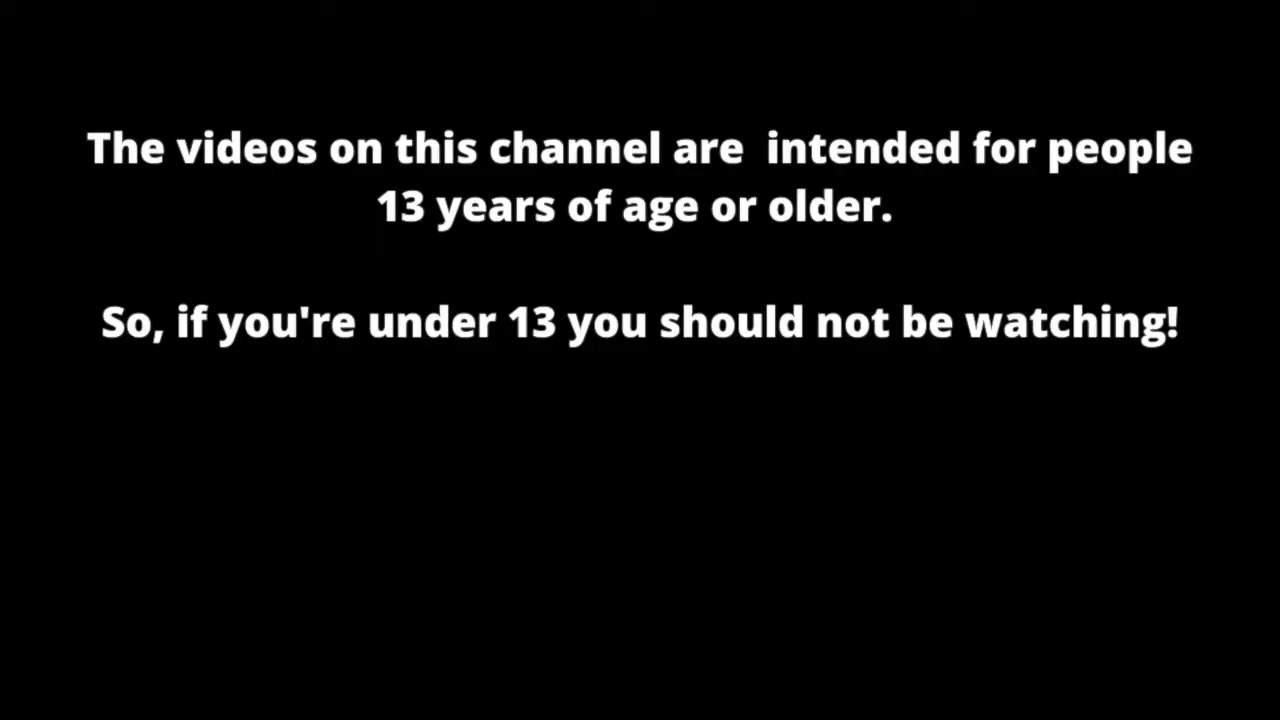 The videos on this channel are  intended for people
13 years of age or older.
So, if you're under 13 you should not be watching!